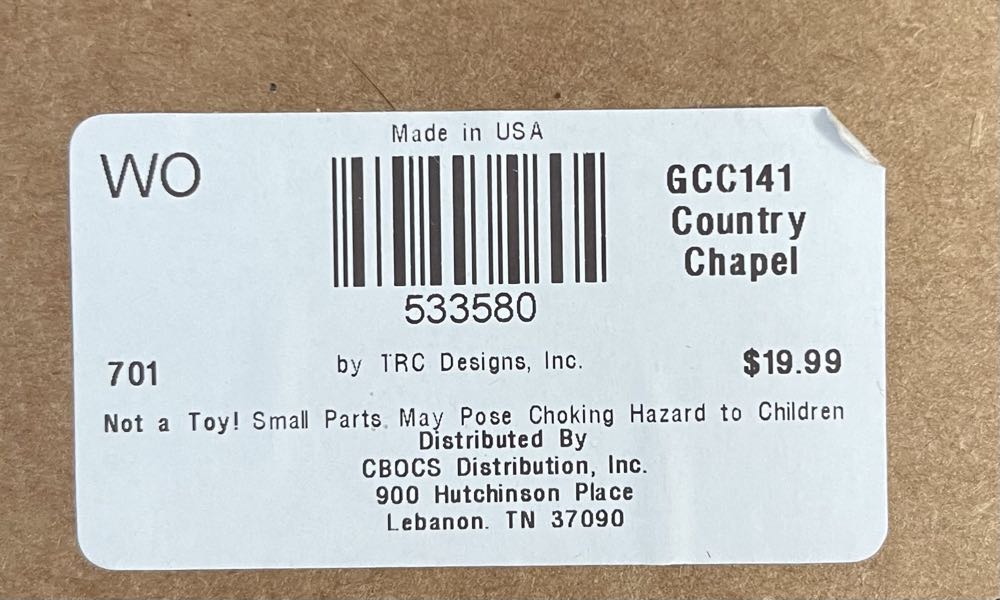 Made in USA
WO
GCC141
Country
Chapel
533580
by TRC Designs, Inc.
701
$19.99
Not a Toy! Small Parts May Pose Choking Hazard to Children
Distributed By
CBOCS Distribution, Inc.
900 Hutchinson Place
Lebanon. TN 37090